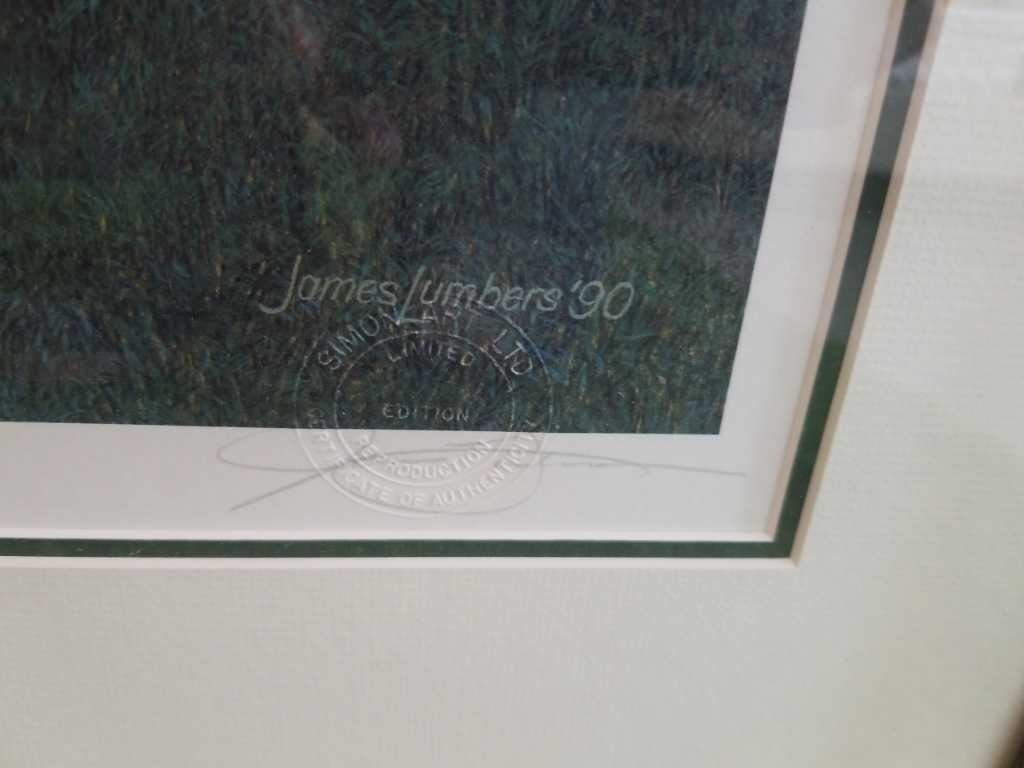 James Lumbers '90
SIMON ART LTD
LIMITED
EDITION
REPRODUCTION
CERTIFICATE OF AUTHENTICITY